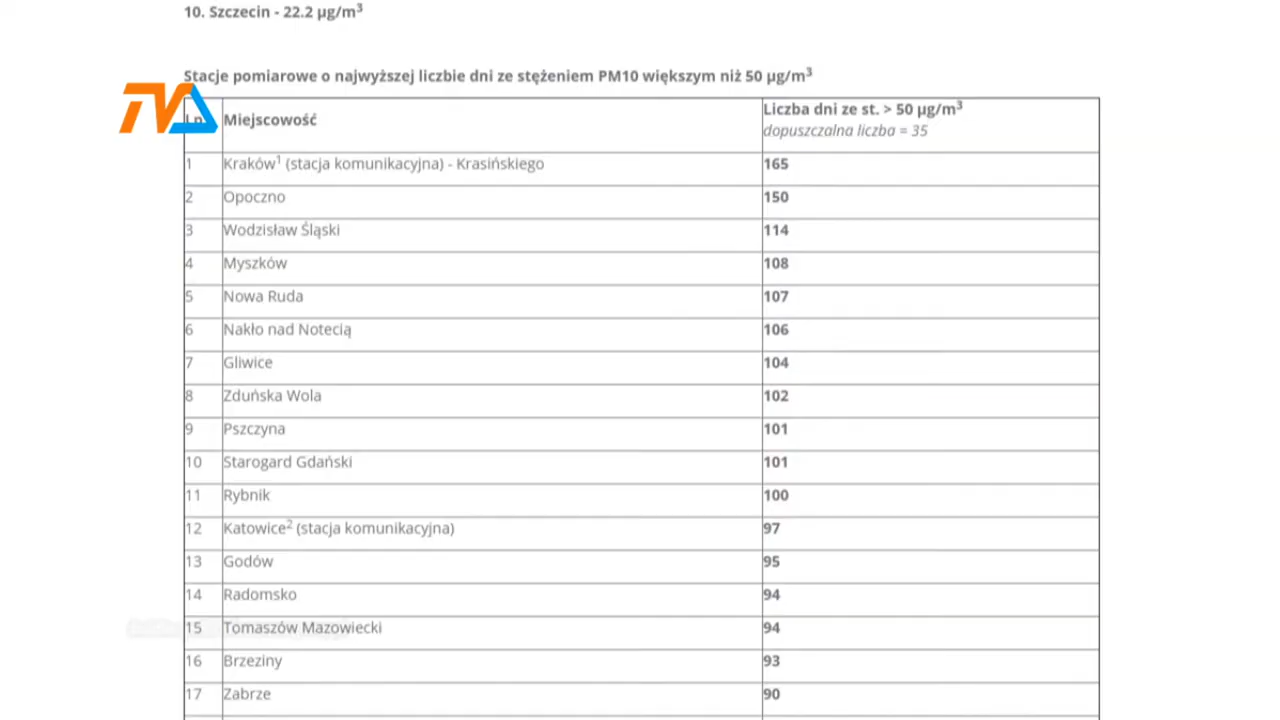 10. Szczecin - 22.2 µg/m³
Stacje pomiarowe o najwyższej liczbie dni ze stężeniem PM10 większym niż 50 µg/m³
TVA
Lp. Miejscowość Liczba dni ze st. > 50 µg/m³
dopuszczalna liczba = 35
1 Kraków¹ (stacja komunikacyjna) - Krasińskiego 165
2 Opoczno 150
3 Wodzisław Śląski 114
4 Myszków 108
5 Nowa Ruda 107
6 Nakło nad Notecią 106
7 Gliwice 104
8 Zduńska Wola 102
9 Pszczyna 101
10 Starogard Gdański 101
11 Rybnik 100
12 Katowice² (stacja komunikacyjna) 97
13 Godów 95
14 Radomsko 94
15 Tomaszów Mazowiecki 94
16 Brzeziny 93
17 Zabrze 90